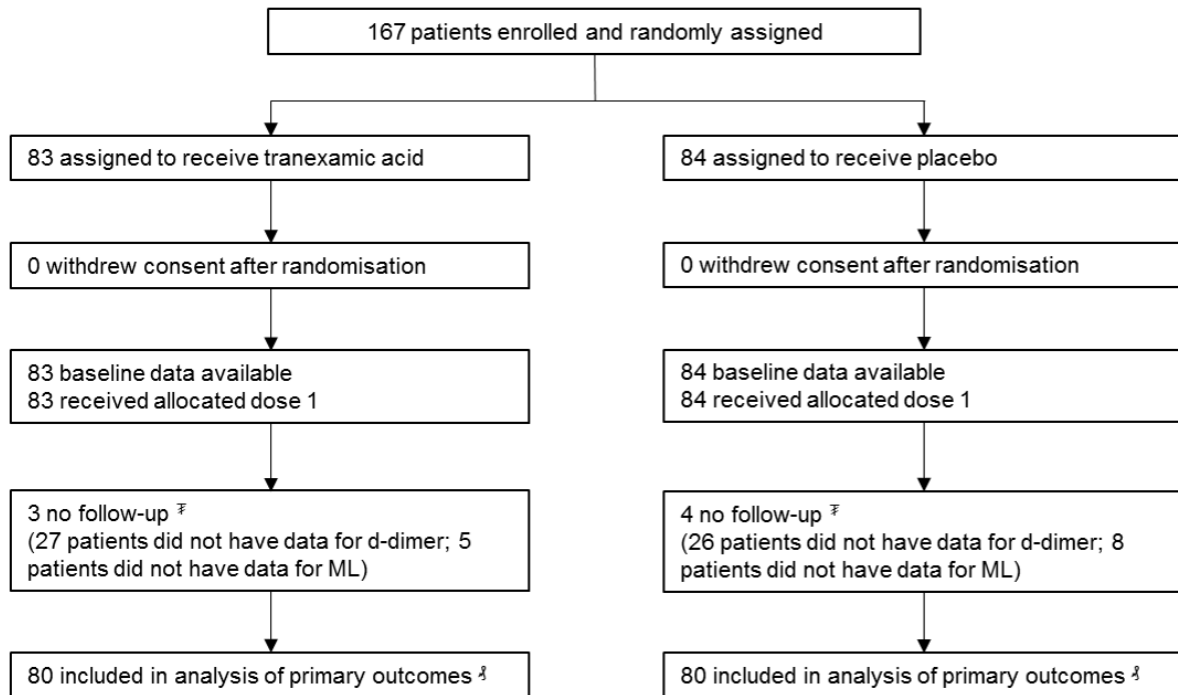 167 patients enrolled and randomly assigned
83 assigned to receive tranexamic acid
84 assigned to receive placebo
0 withdrew consent after randomisation
0 withdrew consent after randomisation
83 baseline data available
83 received allocated dose 1
84 baseline data available
84 received allocated dose 1
3 no follow-up ₮
(27 patients did not have data for d-dimer; 5
patients did not have data for ML)
4 no follow-up ₮
(26 patients did not have data for d-dimer; 8
patients did not have data for ML)
80 included in analysis of primary outcomes
80 included in analysis of primary outcomes